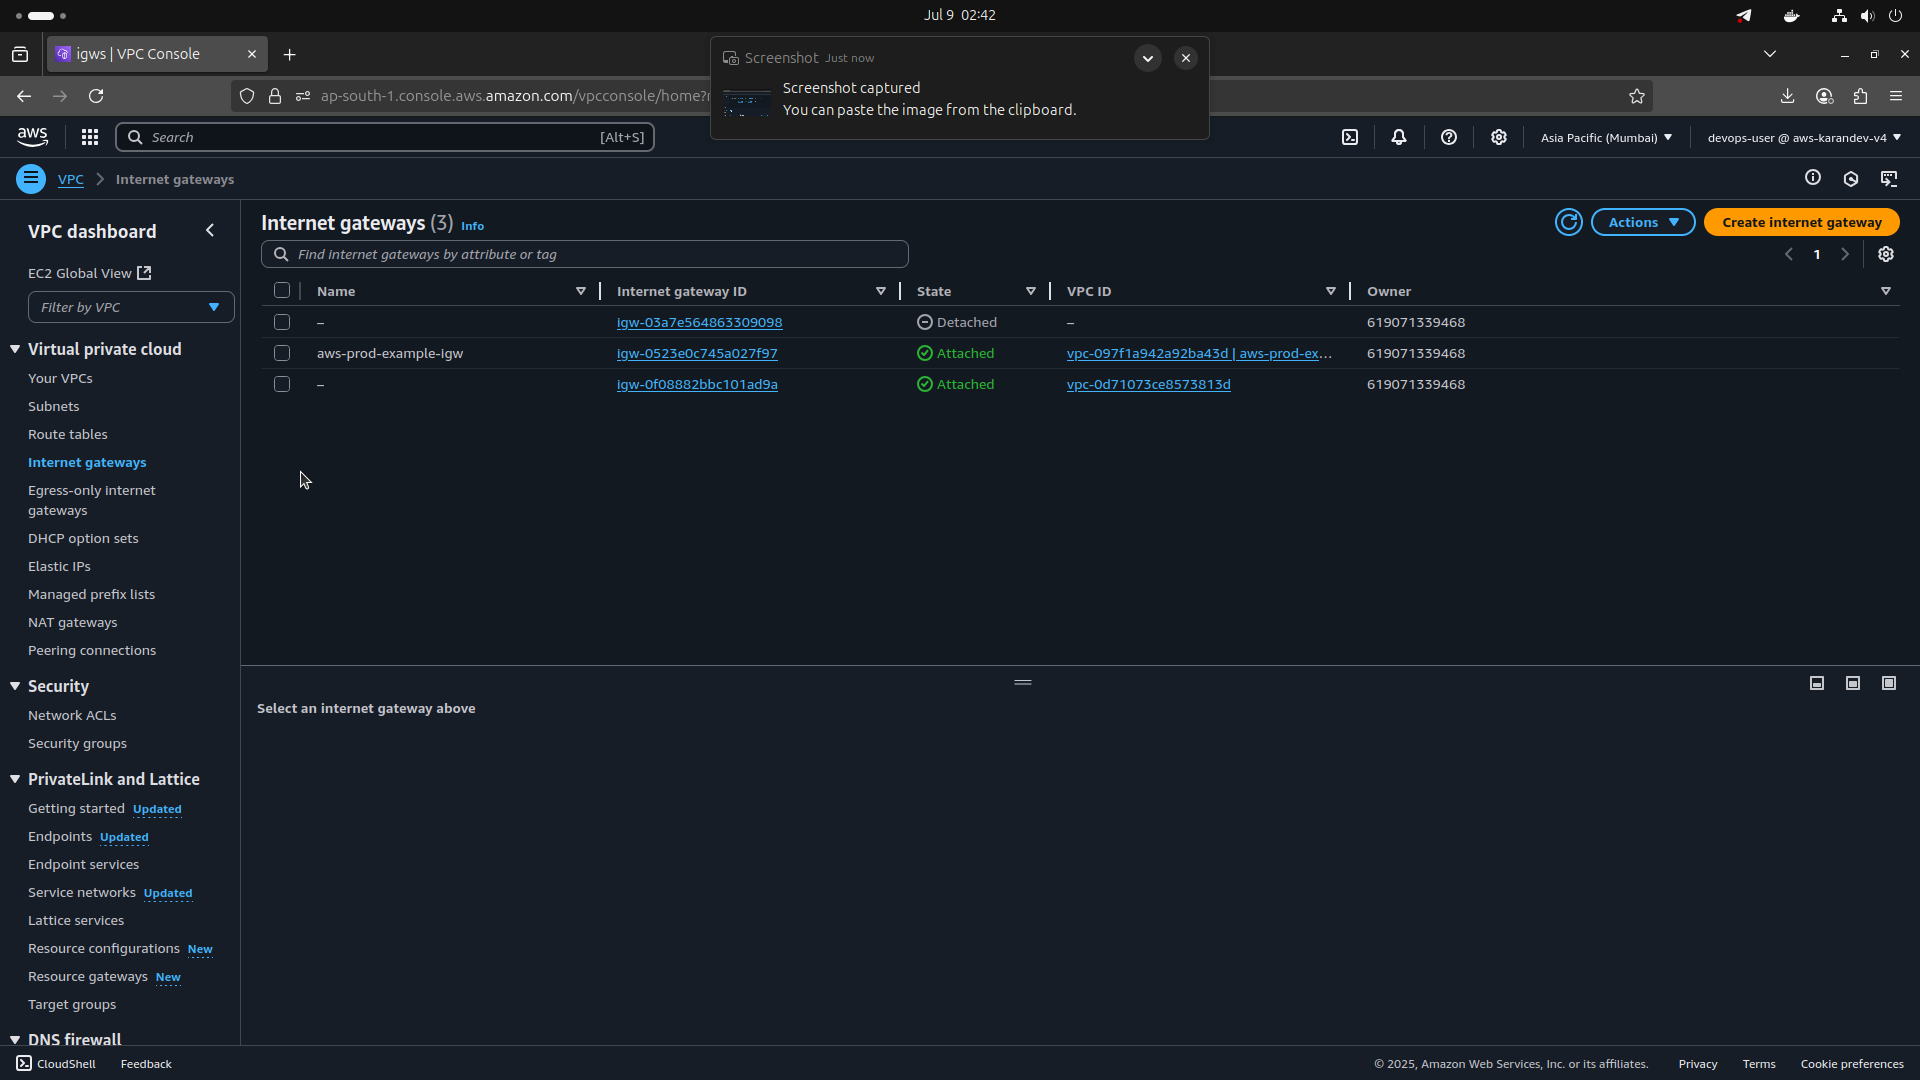 Jul 9 02:42
igws | VPC Console
Screenshot Just now
Screenshot captured
You can paste the image from the clipboard.
ap-south-1.console.aws.amazon.com/vpcconsole/home?
aws
Search [Alt+S]
Asia Pacific (Mumbai)
devops-user @ aws-karandev-v4
VPC
Internet gateways
VPC dashboard
EC2 Global View
Filter by VPC
Virtual private cloud
Your VPCs
Subnets
Route tables
Internet gateways
Egress-only internet
gateways
DHCP option sets
Elastic IPs
Managed prefix lists
NAT gateways
Peering connections
Security
Network ACLs
Security groups
PrivateLink and Lattice
Getting started Updated
Endpoints Updated
Endpoint services
Service networks Updated
Lattice services
Resource configurations New
Resource gateways New
Target groups
DNS firewall
Internet gateways (3) Info
Actions
Create internet gateway
Find internet gateways by attribute or tag
1
Name Internet gateway ID State VPC ID Owner
– igw-03a7e564863309098 Detached – 619071339468
aws-prod-example-igw igw-0523e0c745a027f97 Attached vpc-097f1a942a92ba43d | aws-prod-ex... 619071339468
– igw-0f08882bbc101ad9a Attached vpc-0d71073ce8573813d 619071339468
Select an internet gateway above
CloudShell Feedback
© 2025, Amazon Web Services, Inc. or its affiliates. Privacy Terms Cookie preferences